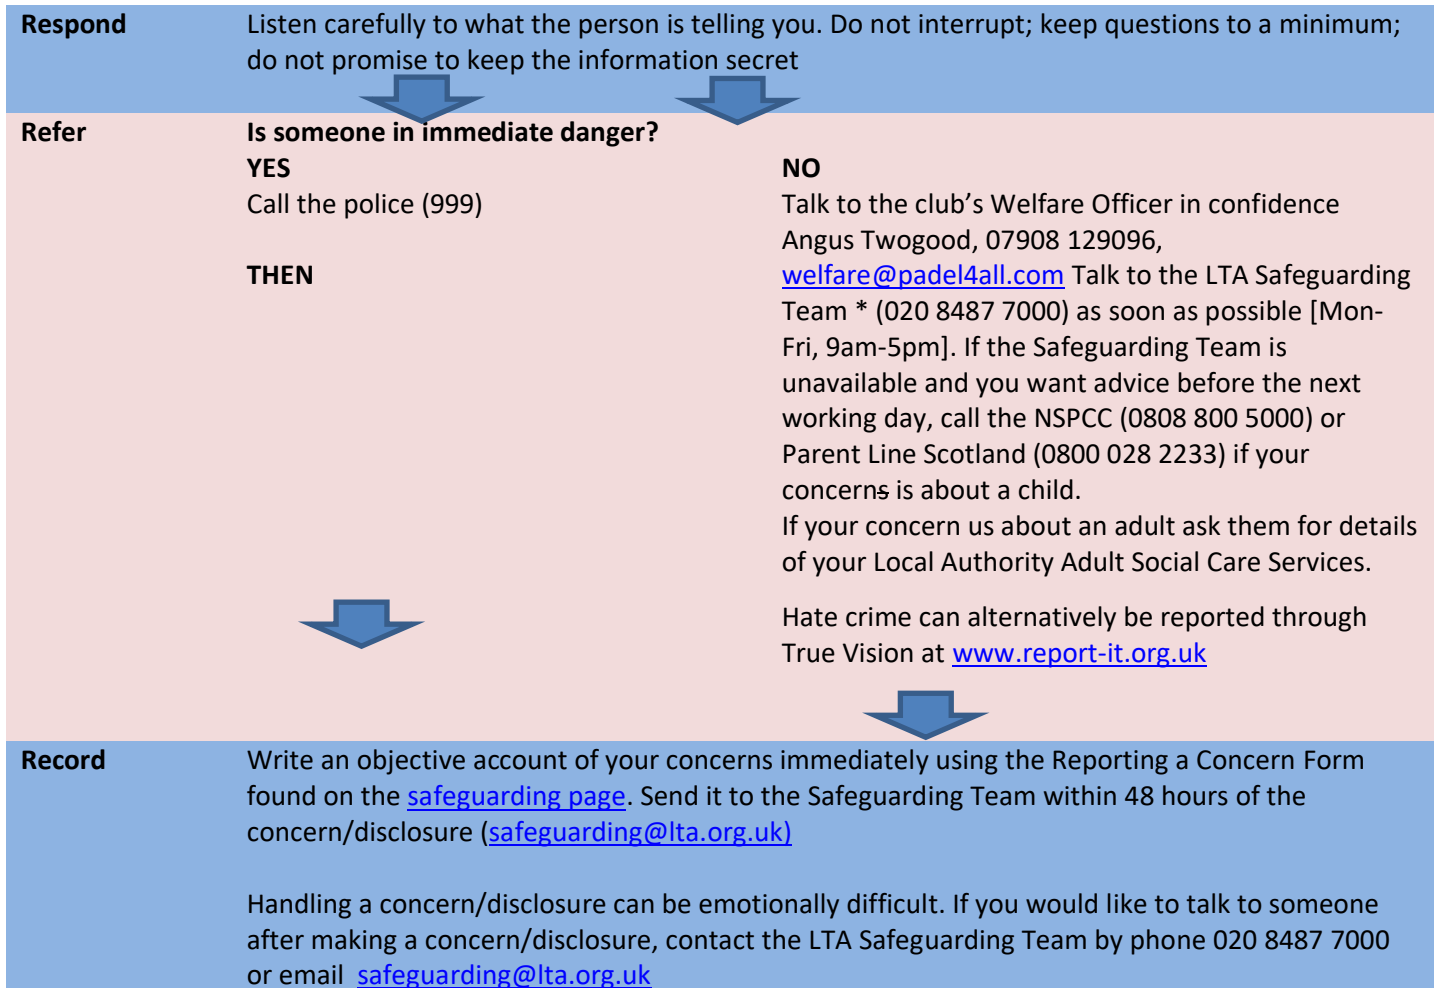 Respond
Listen carefully to what the person is telling you. Do not interrupt; keep questions to a minimum;
do not promise to keep the information secret
Refer
Is someone in immediate danger?
YES
Call the police (999)
THEN
NO
Talk to the club’s Welfare Officer in confidence
Angus Twogood, 07908 129096,
welfare@padel4all.com Talk to the LTA Safeguarding
Team * (020 8487 7000) as soon as possible [Mon-
Fri, 9am-5pm]. If the Safeguarding Team is
unavailable and you want advice before the next
working day, call the NSPCC (0808 800 5000) or
Parent Line Scotland (0800 028 2233) if your
concerns is about a child.
If your concern us about an adult ask them for details
of your Local Authority Adult Social Care Services.
Hate crime can alternatively be reported through
True Vision at www.report-it.org.uk
Record
Write an objective account of your concerns immediately using the Reporting a Concern Form
found on the safeguarding page. Send it to the Safeguarding Team within 48 hours of the
concern/disclosure (safeguarding@lta.org.uk)
Handling a concern/disclosure can be emotionally difficult. If you would like to talk to someone
after making a concern/disclosure, contact the LTA Safeguarding Team by phone 020 8487 7000
or email safeguarding@lta.org.uk